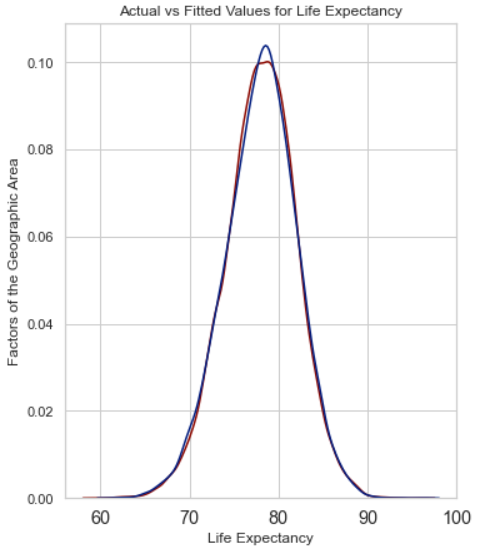 Actual vs Fitted Values for Life Expectancy
Factors of the Geographic Area
0.10
0.08
0.06
0.04
0.02
0.00
60 70 80 90 100
Life Expectancy